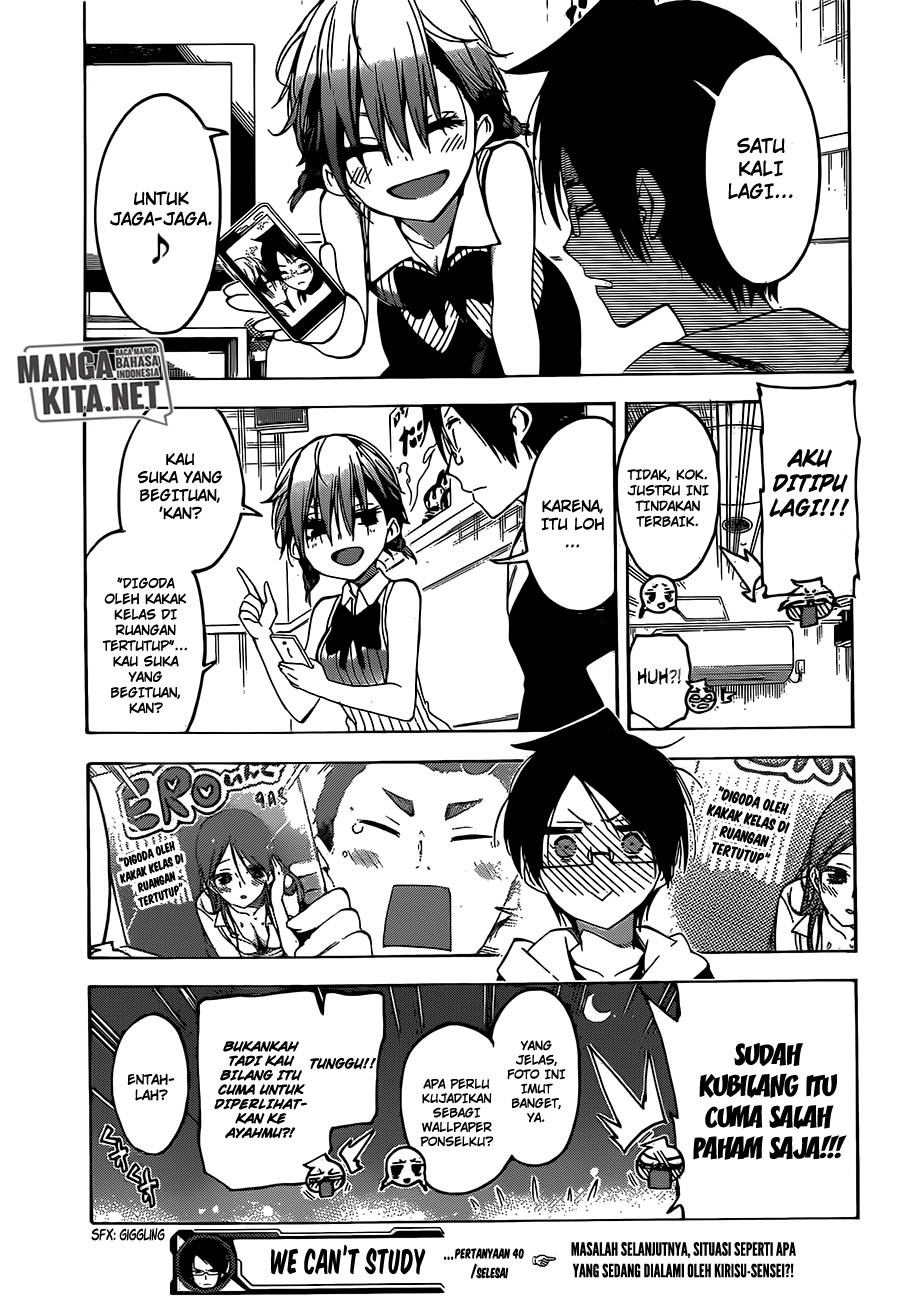 SATU
KALI
LAGI...
UNTUK
JAGA-JAGA.
MANGA
KITA.NET
BACA MANGA
BAHASA
INDONESIA
AKU
DITIPU
LAGI!!!
TIDAK, KOK.
JUSTRU INI
TINDAKAN
TERBAIK.
HUH?!
KARENA,
ITU LOH
...
KAU
SUKA YANG
BEGITUAN,
'KAN?
"DIGODA
OLEH KAKAK
KELAS DI
RUANGAN
TERTUTUP"...
KAU SUKA
YANG
BEGITUAN,
KAN?
"DIGODA OLEH
KAKAK KELAS DI
RUANGAN
TERTUTUP"
ERO
"DIGODA OLEH
KAKAK KELAS DI
RUANGAN
TERTUTUP"
SUDAH
KUBILANG ITU
CUMA SALAH
PAHAM SAJA!!!
YANG
JELAS,
FOTO INI
IMUT
BANGET,
YA.
APA PERLU
KUJADIKAN
SEBAGAI
WALLPAPER
PONSELKU?
TUNGGU!!
BUKANKAH
TADI KAU
BILANG ITU
CUMA UNTUK
DIPERLIHAT-
KAN KE
AYAHMU?!
ENTAH-
LAH?
SFX: GIGGLING
WE CAN'T STUDY
...PERTANYAAN 40
/SELESAI
MASALAH SELANJUTNYA, SITUASI SEPERTI APA
YANG SEDANG DIALAMI OLEH KIRISU-SENSEI?!